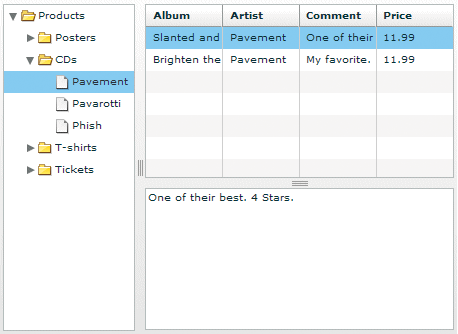 Products
Posters
CDs
Pavement
Pavarotti
Phish
T-shirts
Tickets
Album Artist Comment Price
Slanted and Pavement One of their 11.99
Brighten the Pavement My favorite. 11.99
One of their best. 4 Stars.